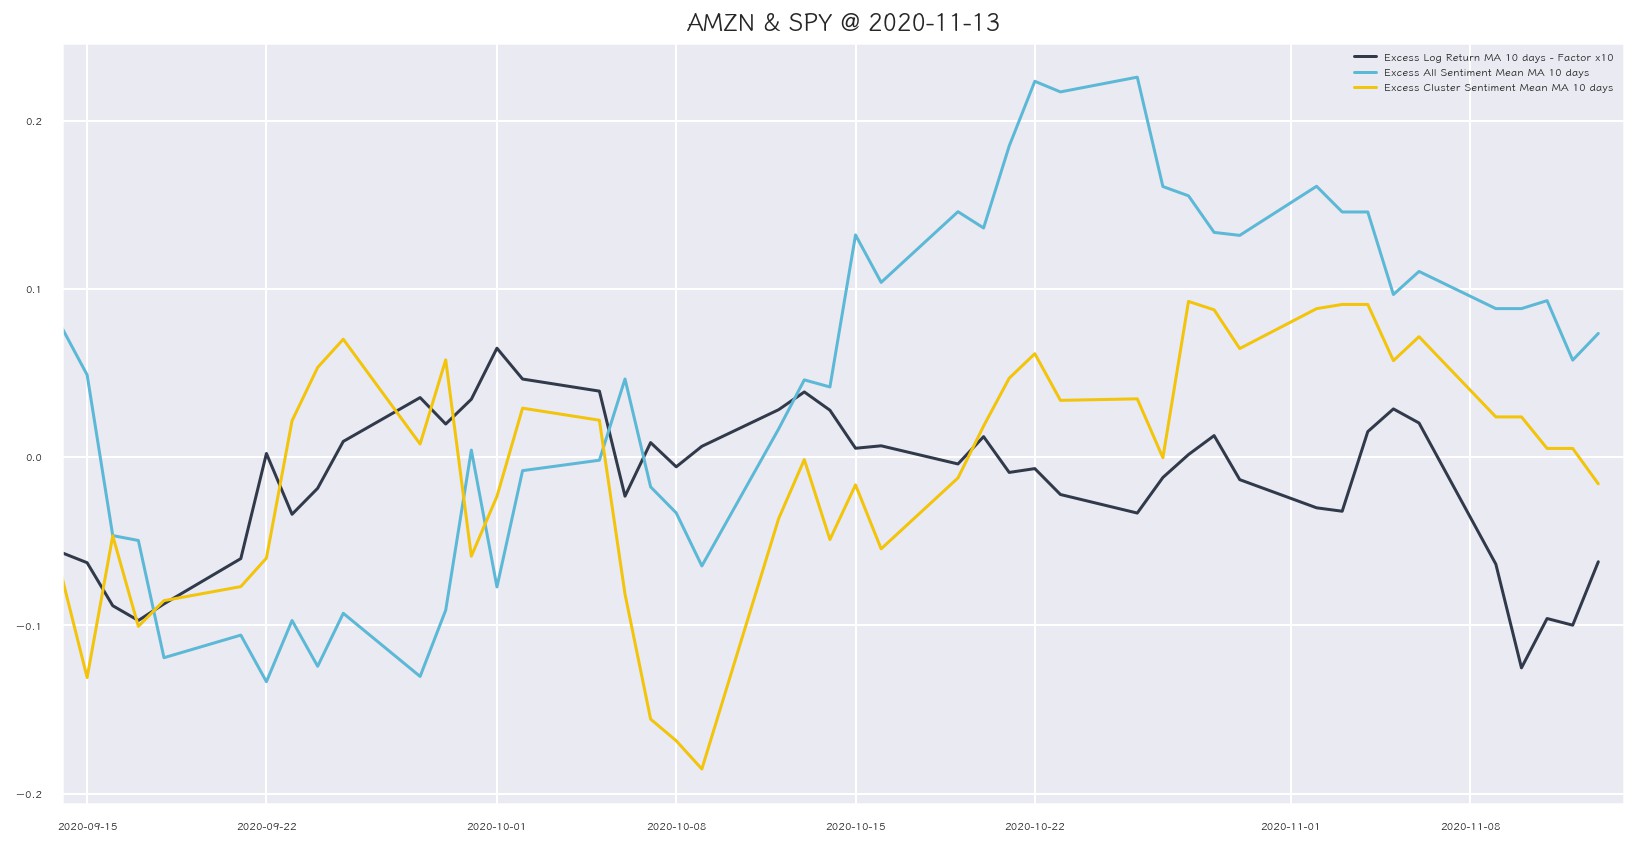 AMZN & SPY @ 2020-11-13
Excess Log Return MA 10 days - Factor x10
Excess All Sentiment Mean MA 10 days
Excess Cluster Sentiment Mean MA 10 days
0.2
0.1
0.0
−0.1
−0.2
2020-09-15 2020-09-22 2020-10-01 2020-10-08 2020-10-15 2020-10-22 2020-11-01 2020-11-08